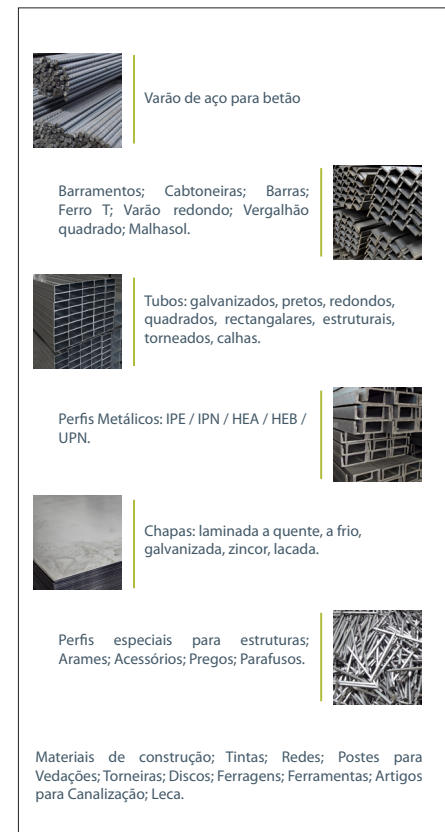 Varão de aço para betão
Barramentos; Cabtoneiras; Barras;
Ferro T; Varão redondo; Vergalhão
quadrado; Malhasol.
Tubos: galvanizados, pretos, redondos,
quadrados, rectangalares, estruturais,
torneados, calhas.
Perfis Metálicos: IPE / IPN / HEA / HEB /
UPN.
Chapas: laminada a quente, a frio,
galvanizada, zincor, lacada.
Perfis especiais para estruturas;
Arames; Acessórios; Pregos; Parafusos.
Materiais de construção; Tintas; Redes; Postes para
Vedações; Torneiras; Discos; Ferragens; Ferramentas; Artigos
para Canalização; Leca.